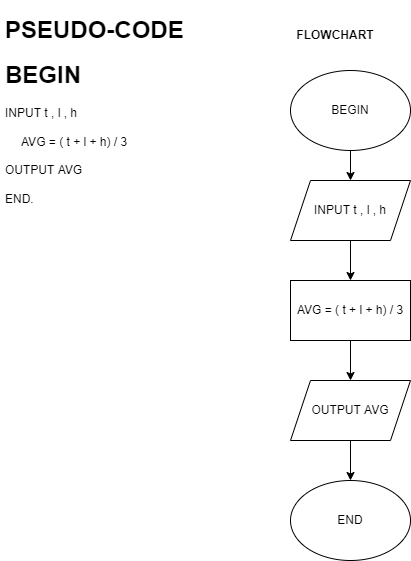 PSEUDO-CODE
BEGIN
INPUT t , l , h
AVG = ( t + l + h) / 3
OUTPUT AVG
END.
FLOWCHART
BEGIN
INPUT t , l , h
AVG = ( t + l + h) / 3
OUTPUT AVG
END